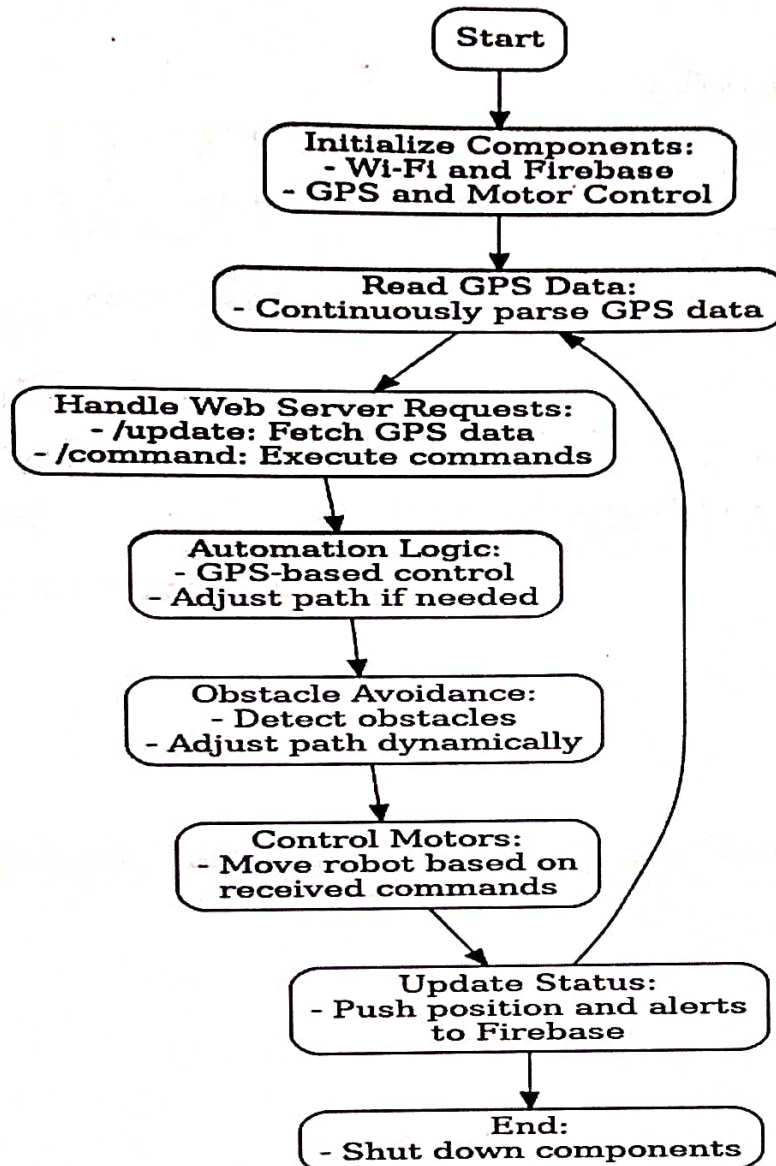 Start
Initialize Components:
- Wi-Fi and Firebase
- GPS and Motor Control
Read GPS Data:
- Continuously parse GPS data
Handle Web Server Requests:
- /update: Fetch GPS data
- /command: Execute commands
Automation Logic:
- GPS-based control
- Adjust path if needed
Obstacle Avoidance:
- Detect obstacles
- Adjust path dynamically
Control Motors:
- Move robot based on
received commands
Update Status:
- Push position and alerts
to Firebase
End:
- Shut down components